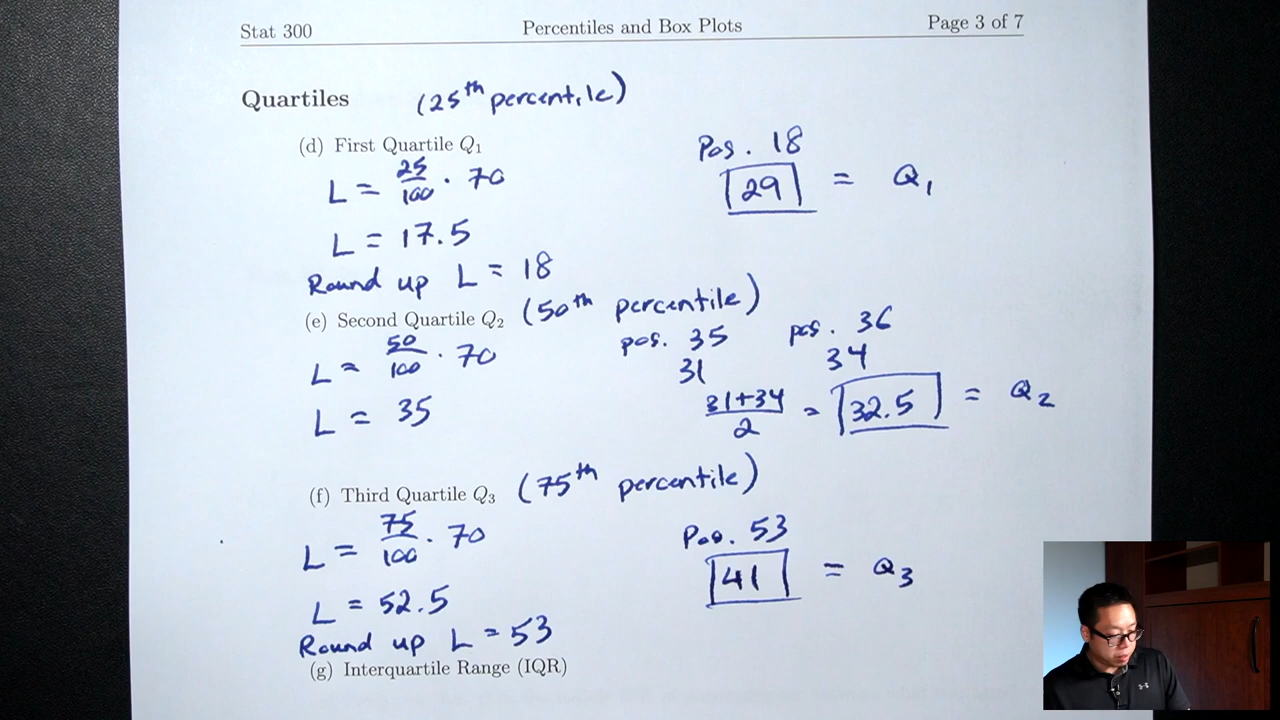 Stat 300 Percentiles and Box Plots Page 3 of 7
Quartiles (25th percentile)
(d) First Quartile Q1
L = 25/100 · 70
L = 17.5
Round up L = 18
Pos. 18
29 = Q1
(e) Second Quartile Q2 (50th percentile)
L = 50/100 · 70
L = 35
pos. 35 pos. 36
31 34
31+34/2 = 32.5 = Q2
(f) Third Quartile Q3 (75th percentile)
L = 75/100 · 70
L = 52.5
Round up L = 53
Pos. 53
41 = Q3
(g) Interquartile Range (IQR)